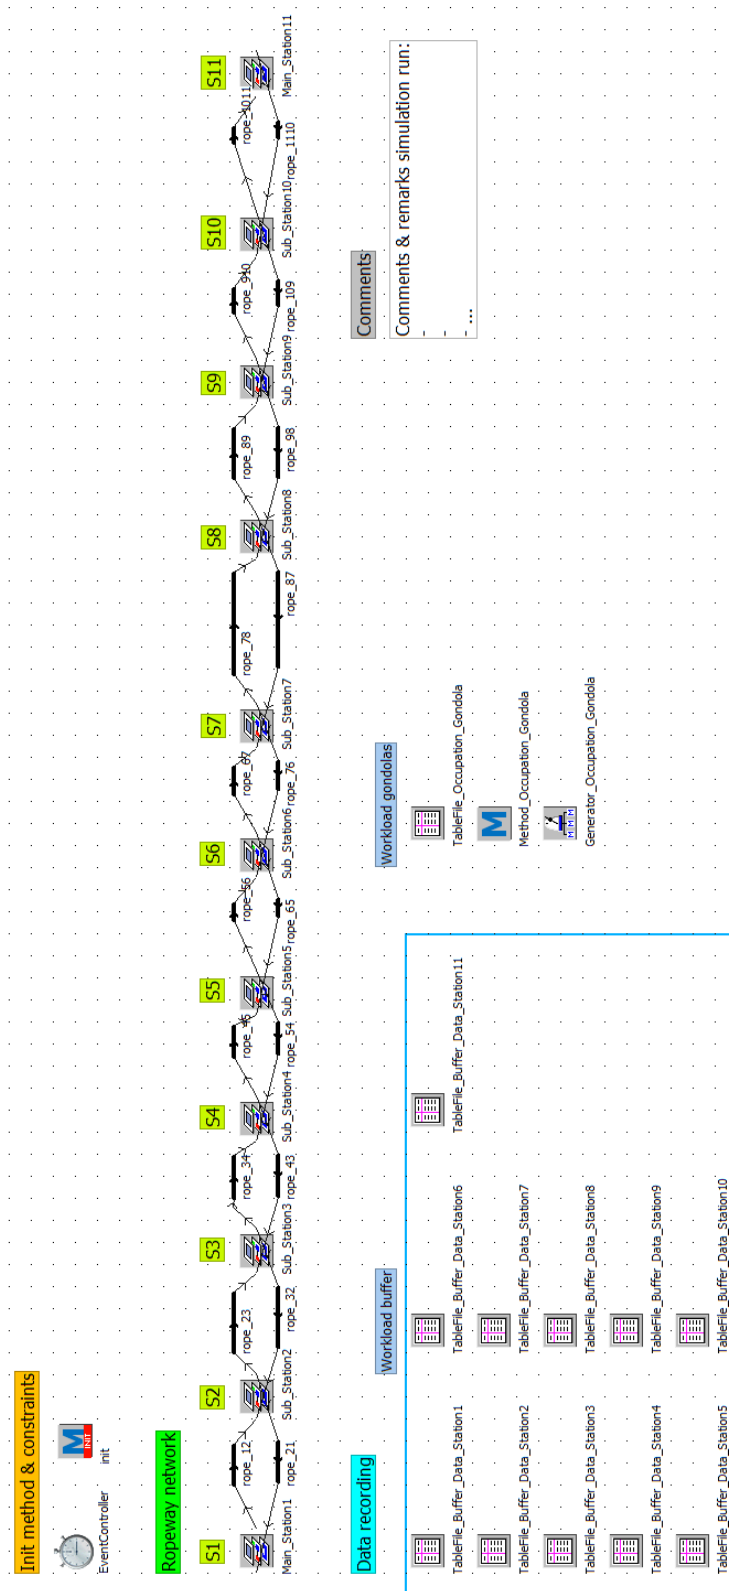 Init method & constraints
EventController
init
Ropeway network
S1
S2
S3
S4
S5
S6
S7
S8
S9
S10
S11
rope_12
rope_23
rope_34
rope_45
rope_56
rope_67
rope_78
rope_89
rope_910
rope_1011
Main_Station1
Sub_Station2
Sub_Station3
Sub_Station4
Sub_Station5
Sub_Station6
Sub_Station7
Sub_Station8
Sub_Station9
Sub_Station10
Main_Station11
rope_21
rope_32
rope_43
rope_54
rope_65
rope_76
rope_87
rope_98
rope_109
rope_1110
Data recording
Workload buffer
TableFile_Buffer_Data_Station1
TableFile_Buffer_Data_Station6
TableFile_Buffer_Data_Station11
TableFile_Buffer_Data_Station2
TableFile_Buffer_Data_Station7
TableFile_Buffer_Data_Station3
TableFile_Buffer_Data_Station8
TableFile_Buffer_Data_Station4
TableFile_Buffer_Data_Station9
TableFile_Buffer_Data_Station5
TableFile_Buffer_Data_Station10
Workload gondolas
TableFile_Occupation_Gondola
M
Method_Occupation_Gondola
Generator_Occupation_Gondola
Comments
Comments & remarks simulation run:
-
-
- ...